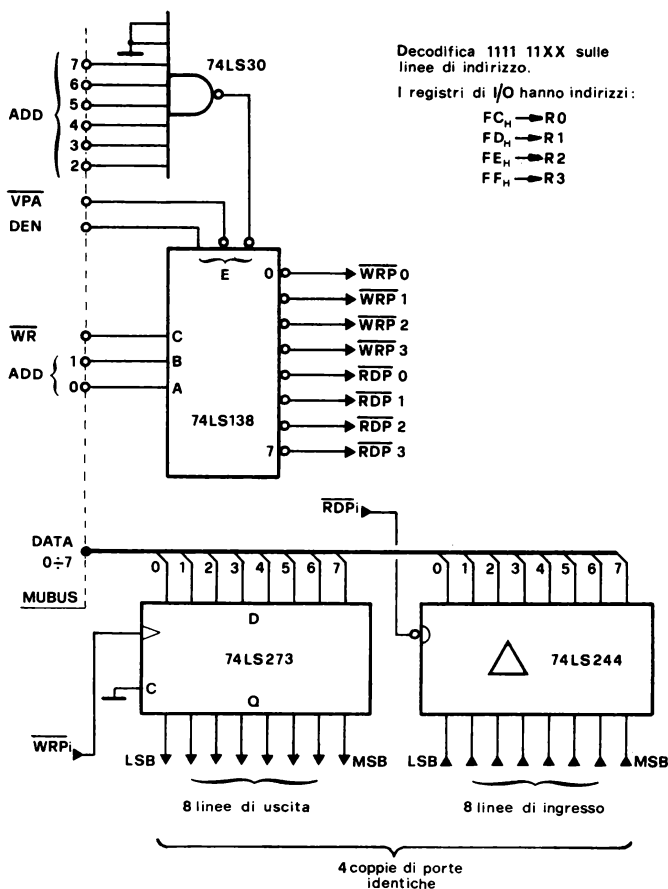 74LS30
Decodifica 1111 11XX sulle
linee di indirizzo.
I registri di I/O hanno indirizzi:
FCH → R0
FDH → R1
FEH → R2
FFH → R3
ADD
7
6
5
4
3
2
VPA
DEN
E
WR
ADD
1
0
C
B
A
74LS138
0
7
WRP 0
WRP 1
WRP 2
WRP 3
RDP 0
RDP 1
RDP 2
RDP 3
RDPi
DATA
0÷7
MUBUS
0 1 2 3 4 5 6 7
0 1 2 3 4 5 6 7
D
74LS273
C
Q
74LS244
WRPi
LSB
MSB
LSB
MSB
8 linee di uscita
8 linee di ingresso
4 coppie di porte
identiche